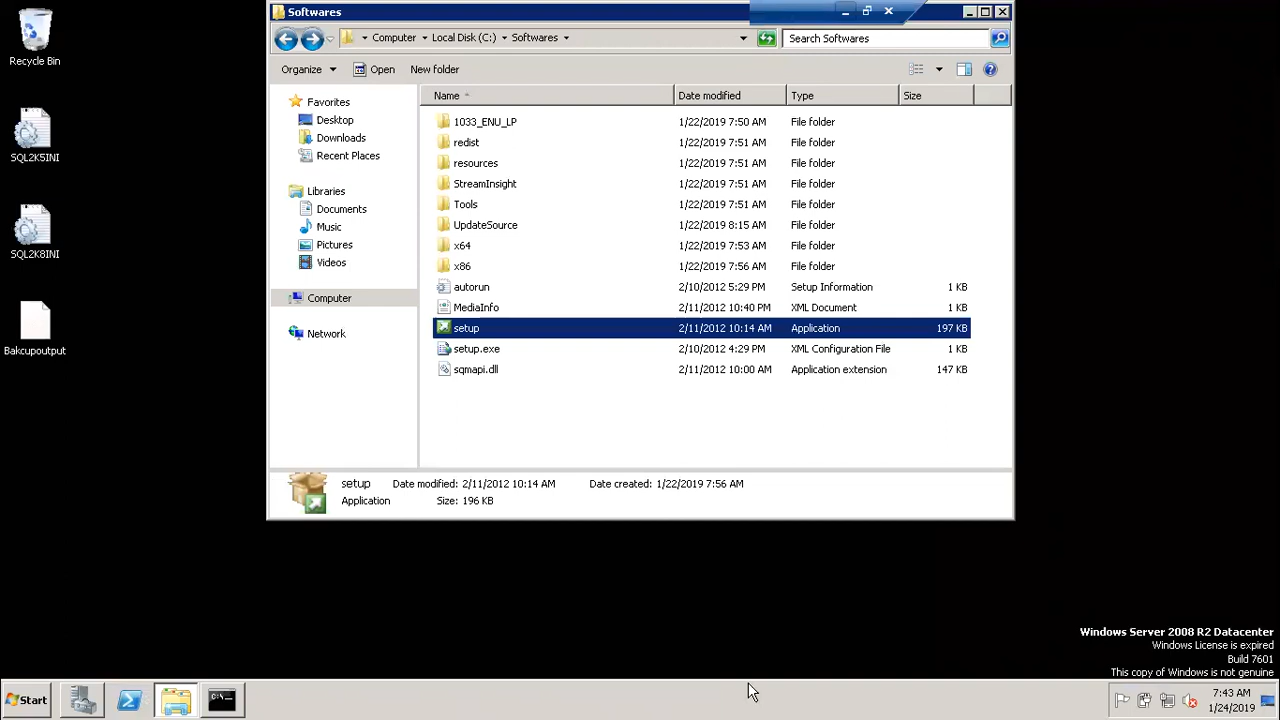 Recycle Bin
SQL2K5INI
SQL2K8INI
Bakcupoutput
Softwares
Computer Local Disk (C:) Softwares
Search Softwares
Organize Open New folder
Favorites
Desktop
Downloads
Recent Places
Libraries
Documents
Music
Pictures
Videos
Computer
Network
Name Date modified Type Size
1033_ENU_LP 1/22/2019 7:50 AM File folder
redist 1/22/2019 7:51 AM File folder
resources 1/22/2019 7:51 AM File folder
StreamInsight 1/22/2019 7:51 AM File folder
Tools 1/22/2019 7:51 AM File folder
UpdateSource 1/22/2019 8:15 AM File folder
x64 1/22/2019 7:53 AM File folder
x86 1/22/2019 7:56 AM File folder
autorun 2/10/2012 5:29 PM Setup Information 1 KB
MediaInfo 2/11/2012 10:40 PM XML Document 1 KB
setup 2/11/2012 10:14 AM Application 197 KB
setup.exe 2/10/2012 4:29 PM XML Configuration File 1 KB
sqmapi.dll 2/11/2012 10:00 AM Application extension 147 KB
setup Date modified: 2/11/2012 10:14 AM Date created: 1/22/2019 7:56 AM
Application Size: 196 KB
Windows Server 2008 R2 Datacenter
Windows License is expired
Build 7601
This copy of Windows is not genuine
Start
7:43 AM
1/24/2019